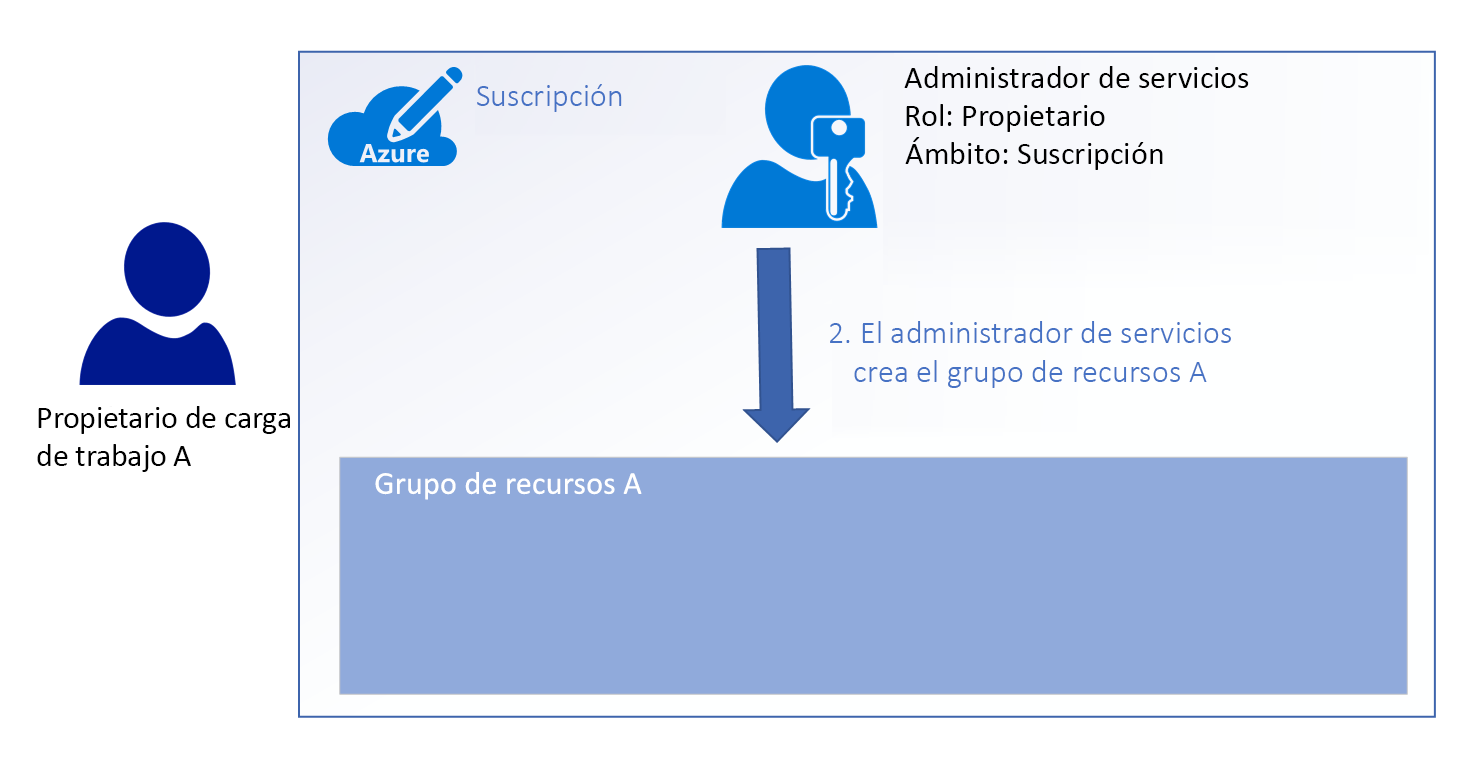 Azure
Suscripción
Administrador de servicios
Rol: Propietario
Ámbito: Suscripción
2. El administrador de servicios
crea el grupo de recursos A
Propietario de carga
de trabajo A
Grupo de recursos A